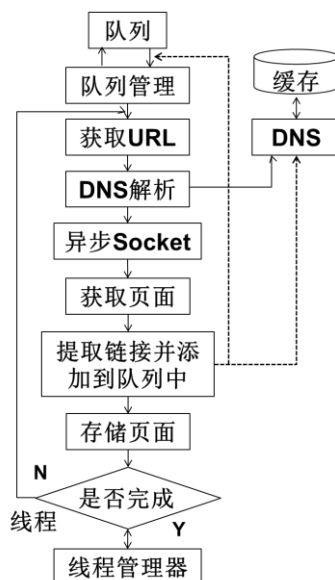 队列
队列管理
缓存
获取URL
DNS
DNS解析
异步Socket
获取页面
提取链接并添
加到队列中
存储页面
N
是否完成
线程
Y
线程管理器